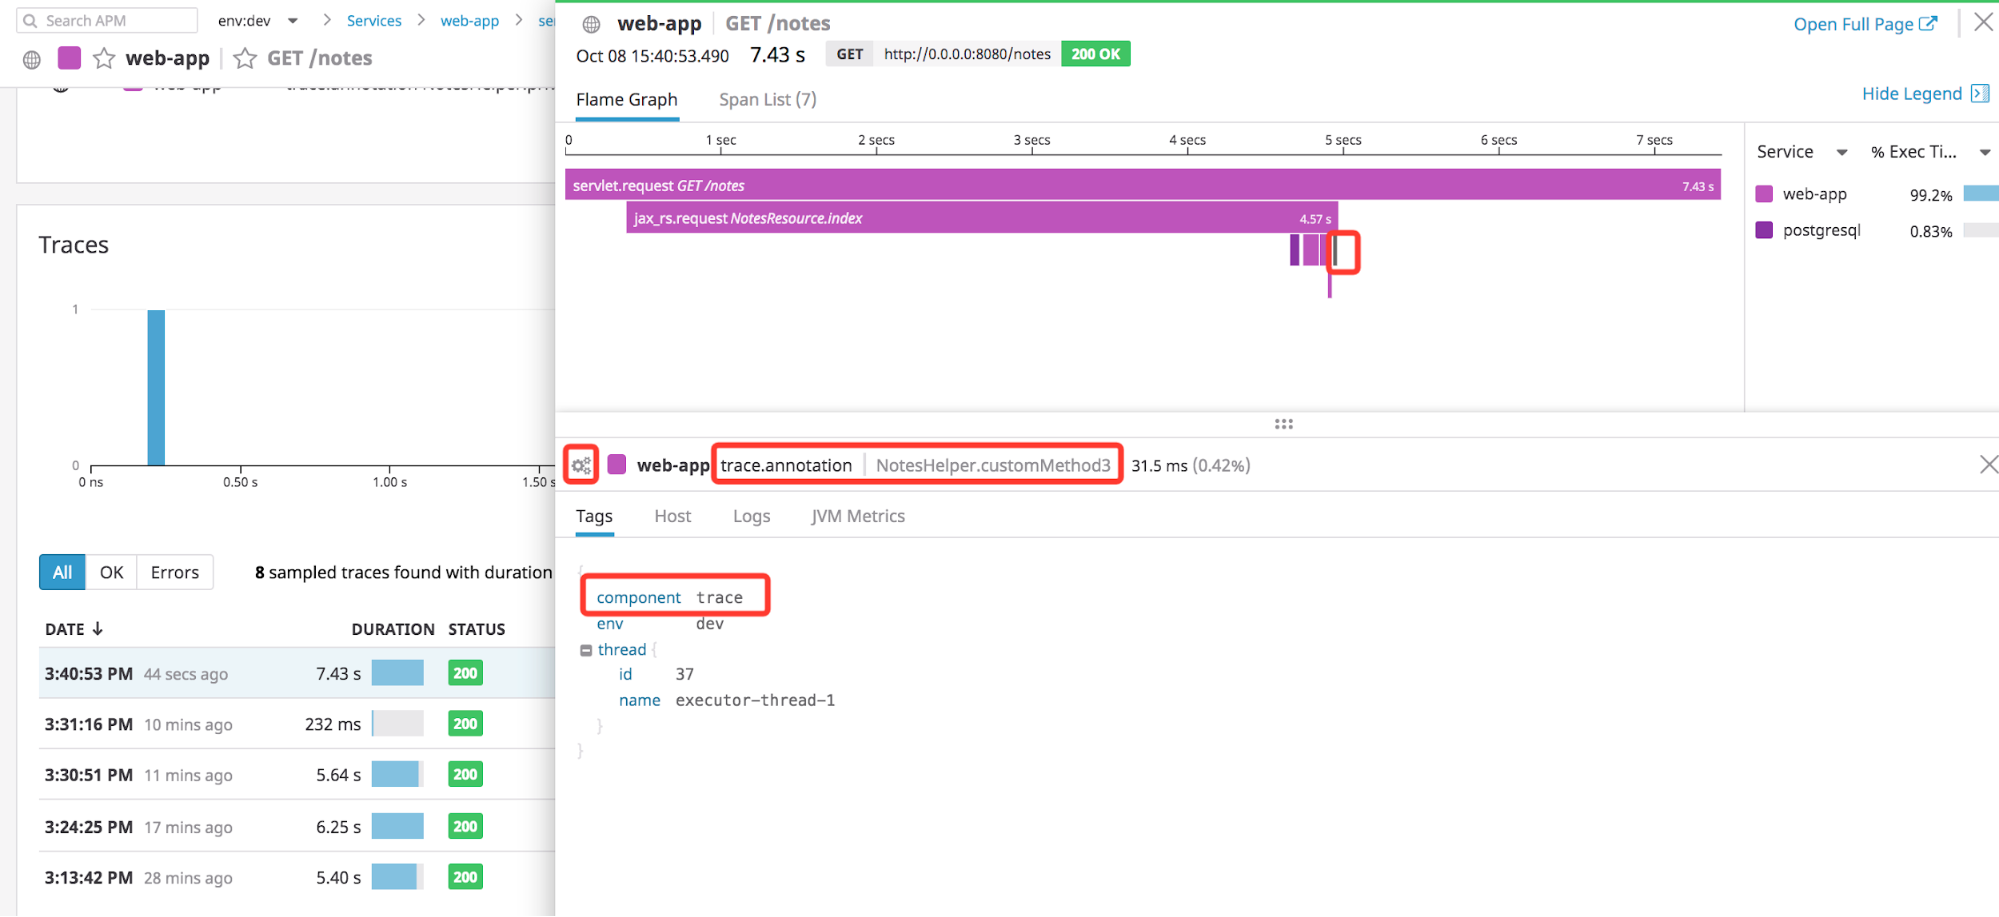 Search APM
env:dev
Services
web-app
web-app
GET /notes
Traces
1
0
0 ns
0.50 s
1.00 s
1.50
All
OK
Errors
8 sampled traces found with duration
DATE
DURATION
STATUS
3:40:53 PM 44 secs ago 7.43 s 200
3:31:16 PM 10 mins ago 232 ms 200
3:30:51 PM 11 mins ago 5.64 s 200
3:24:25 PM 17 mins ago 6.25 s 200
3:13:42 PM 28 mins ago 5.40 s 200
web-app
GET /notes
Open Full Page
Oct 08 15:40:53.490 7.43 s GET http://0.0.0.0:8080/notes 200 OK
Flame Graph
Span List (7)
Hide Legend
0
1 sec
2 secs
3 secs
4 secs
5 secs
6 secs
7 secs
servlet.request GET /notes 7.43 s
jax_rs.request NotesResource.index 4.57 s
Service
% Exec Ti...
web-app 99.2%
postgresql 0.83%
web-app trace.annotation NotesHelper.customMethod3 31.5 ms (0.42%)
Tags
Host
Logs
JVM Metrics
{
component trace
env dev
thread {
id 37
name executor-thread-1
}
}